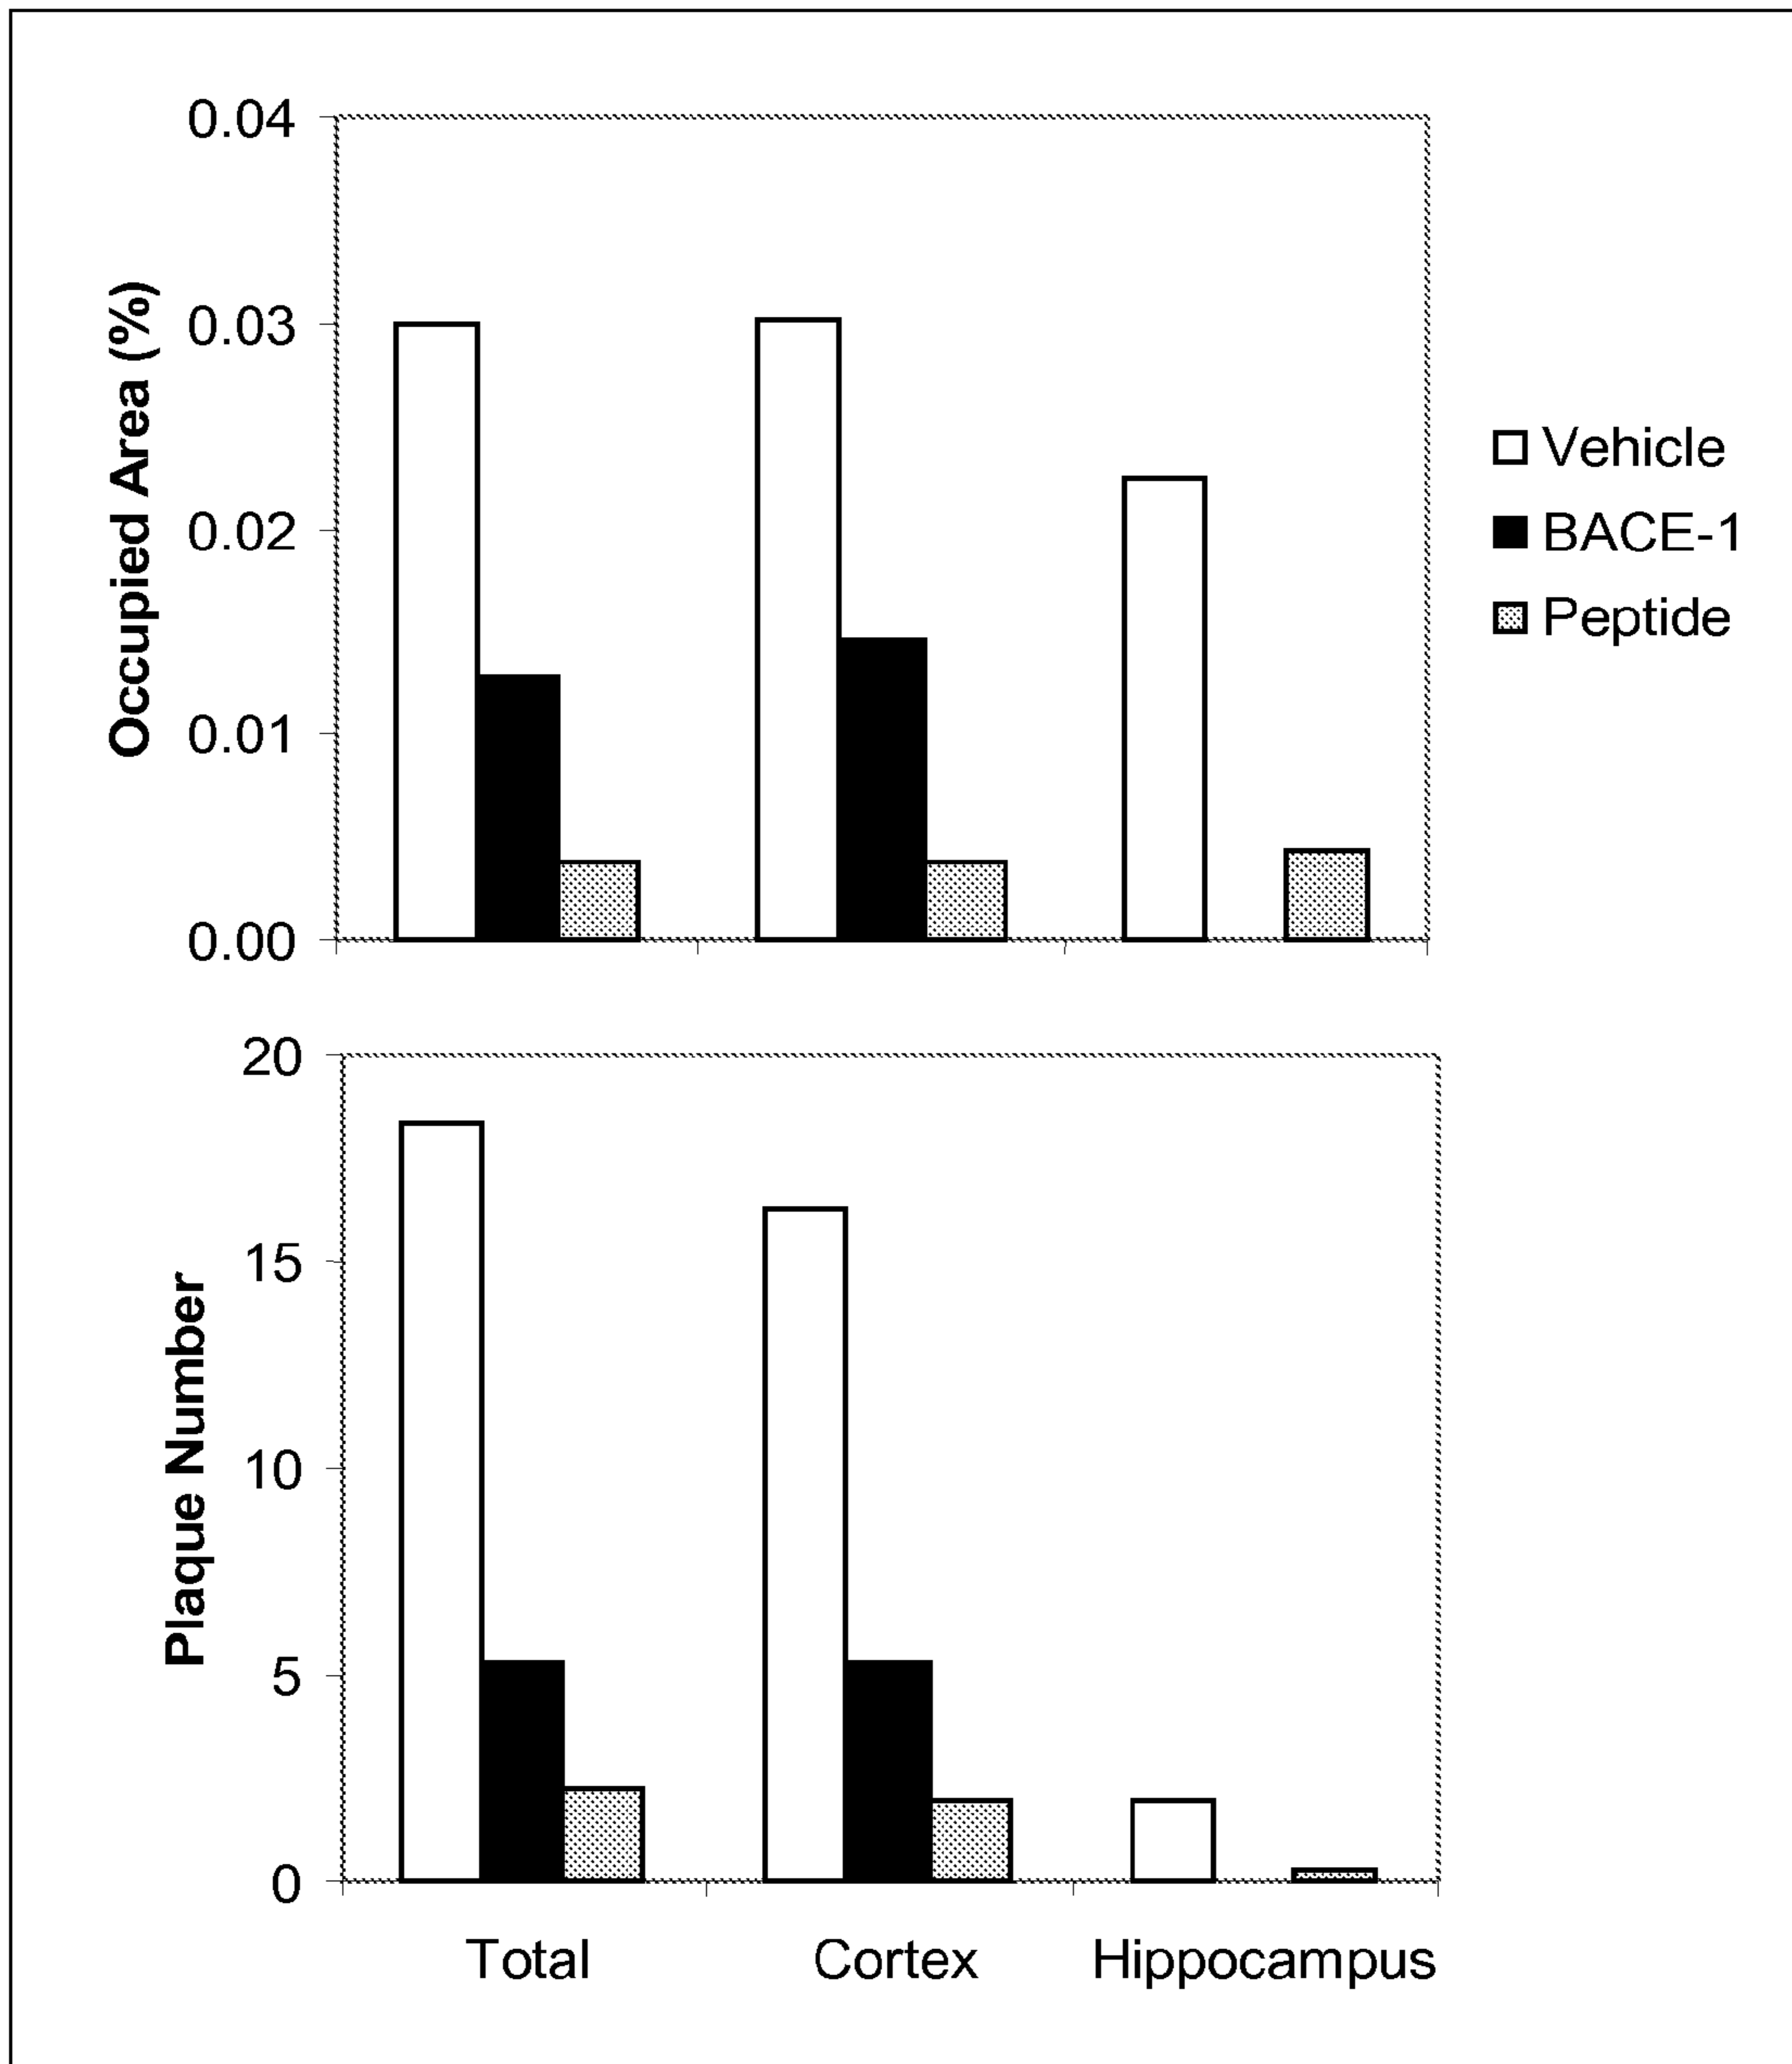 0.04
0.03
0.02
0.01
0.00
Occupied Area (%)
Vehicle
BACE-1
Peptide
20
15
10
5
0
Plaque Number
Total Cortex Hippocampus